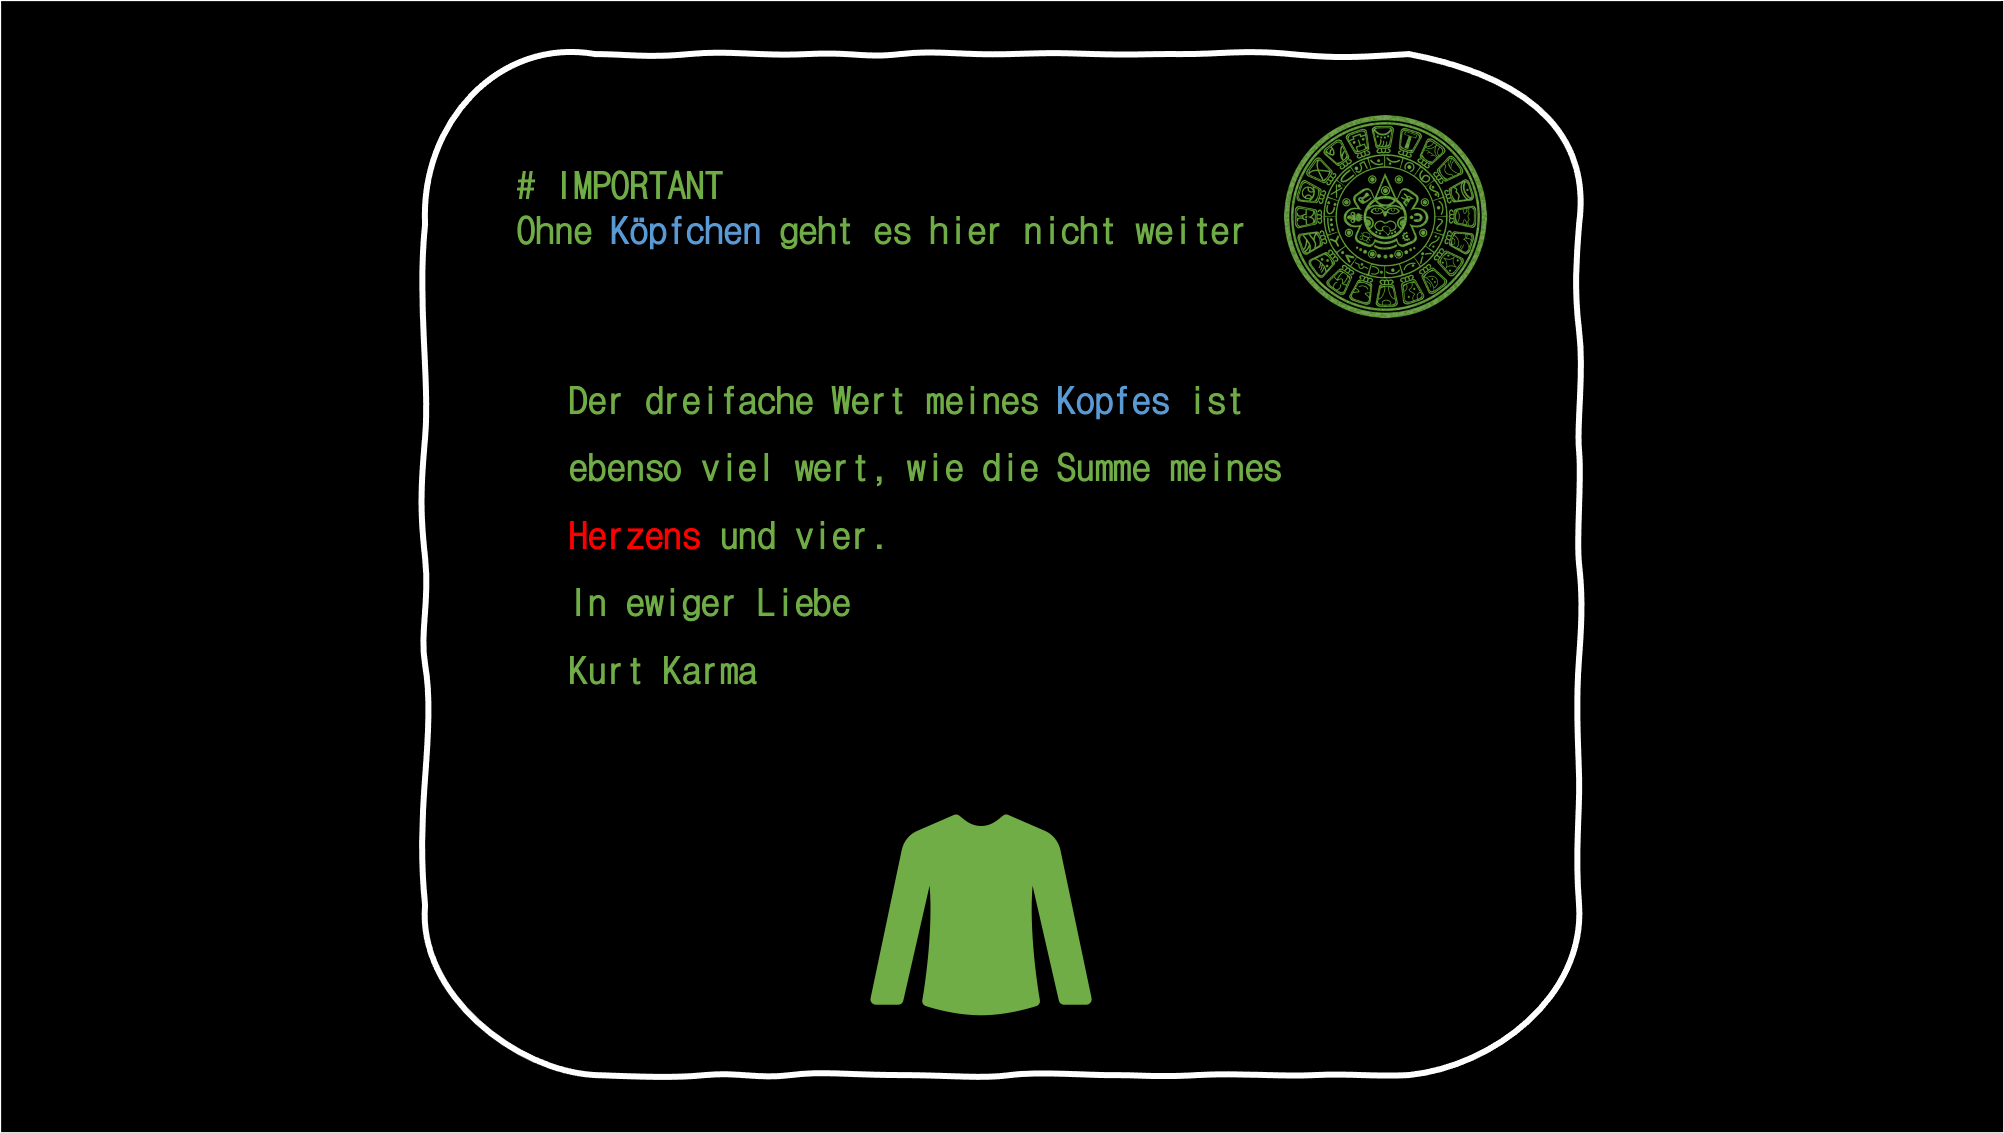 # IMPORTANT
Ohne Köpfchen geht es hier nicht weiter
Der dreifache Wert meines Kopfes ist
ebenso viel wert, wie die Summe meines
Herzens und vier.
In ewiger Liebe
Kurt Karma